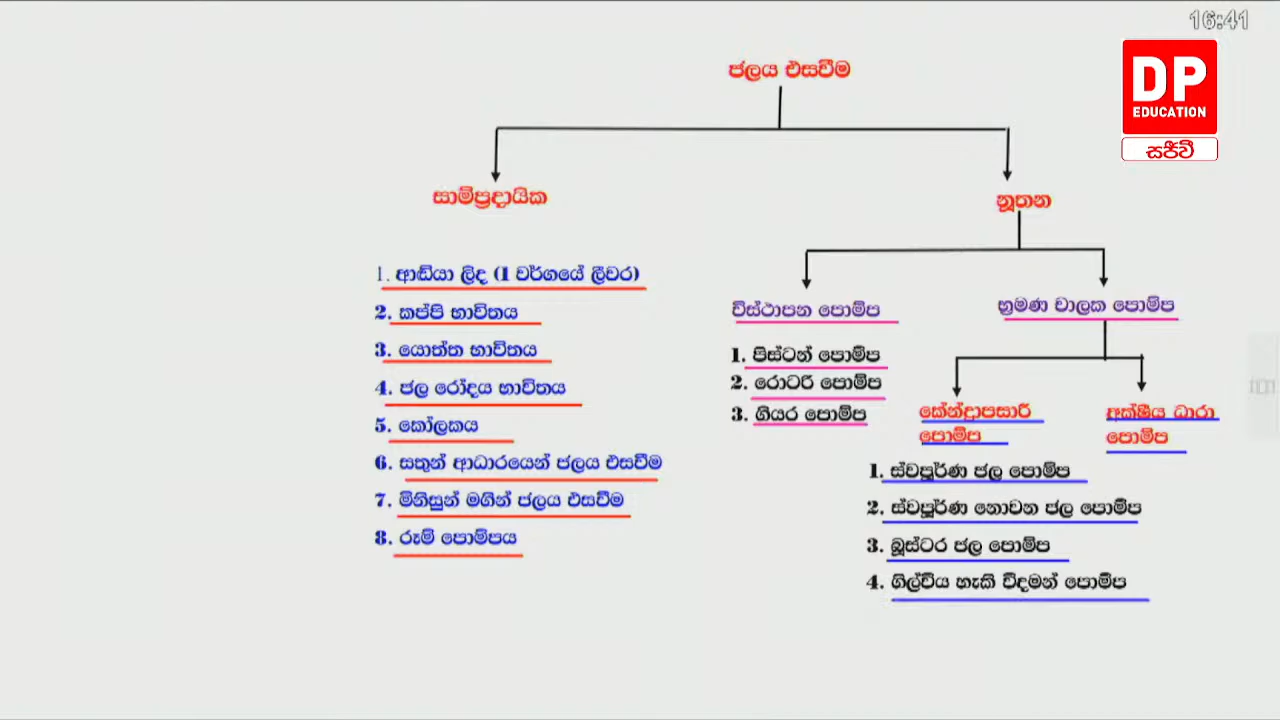 16:41
DP
EDUCATION
සජීවී
ජලය එසවීම
සාම්ප්‍රදායික
නූතන
1. ආඬියා ලිද (1 වර්ගයේ ලීවර)
2. කප්පි භාවිතය
3. යොත්ත භාවිතය
4. ජල රෝදය භාවිතය
5. කෝලකය
6. සතුන් ආධාරයෙන් ජලය එසවීම
7. මිනිසුන් මගින් ජලය එසවීම
8. රූම් පොම්පය
විස්ථාපන පොම්ප
1. පිස්ටන් පොම්ප
2. රොටරි පොම්ප
3. ගියර පොම්ප
භ්‍රමණ චාලක පොම්ප
කේන්ද්‍රාපසාරී
පොම්ප
අක්ෂීය ධාරා
පොම්ප
1. ස්වපූර්ණ ජල පොම්ප
2. ස්වපූර්ණ නොවන ජල පොම්ප
3. බූස්ටර ජල පොම්ප
4. ගිල්විය හැකි විදුමන් පොම්ප